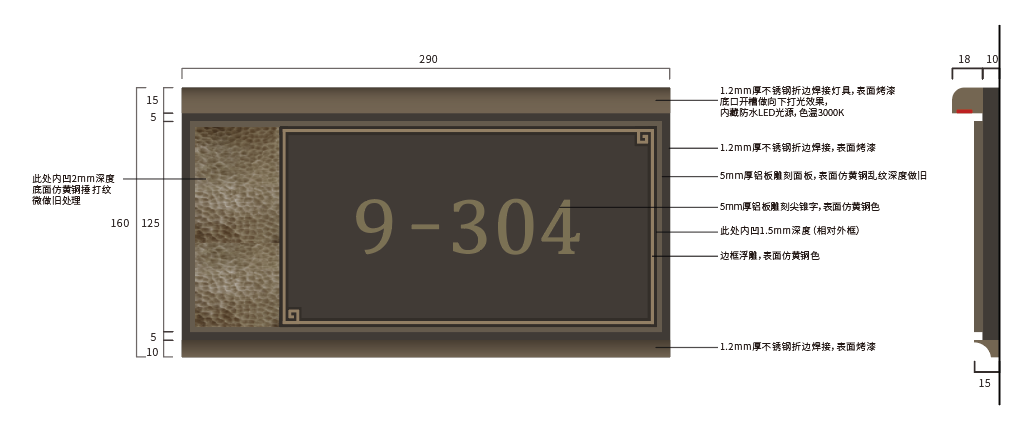 290
18
10
15
5
1.2mm厚不锈钢折边焊接灯具，表面烤漆
底口开槽做向下打光效果，
内藏防水LED光源，色温3000K
1.2mm厚不锈钢折边焊接，表面烤漆
此处内凹2mm深度
底面仿黄铜捶打纹
微做旧处理
5mm厚铝板雕刻面板，表面仿黄铜乱纹深度做旧
5mm厚铝板雕刻尖锥字，表面仿黄铜色
160
125
9-304
此处内凹1.5mm深度（相对外框）
边框浮雕，表面仿黄铜色
5
10
1.2mm厚不锈钢折边焊接，表面烤漆
15